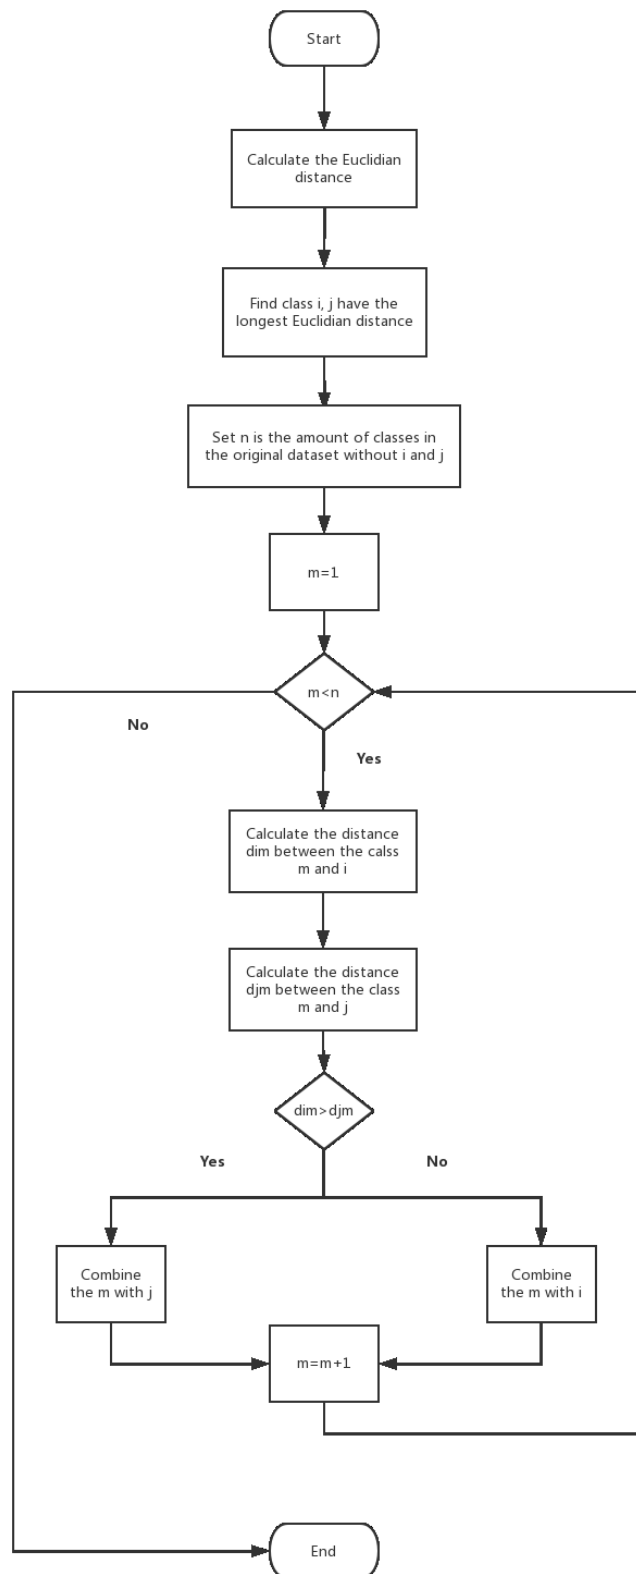 Start
Calculate the Euclidian
distance
Find class i, j have the
longest Euclidian distance
Set n is the amount of classes in
the original dataset without i and j
m=1
m<n
No
Yes
Calculate the distance
dim between the calss
m and i
Calculate the distance
djm between the class
m and j
dim>djm
Yes
No
Combine
the m with j
Combine
the m with i
m=m+1
End